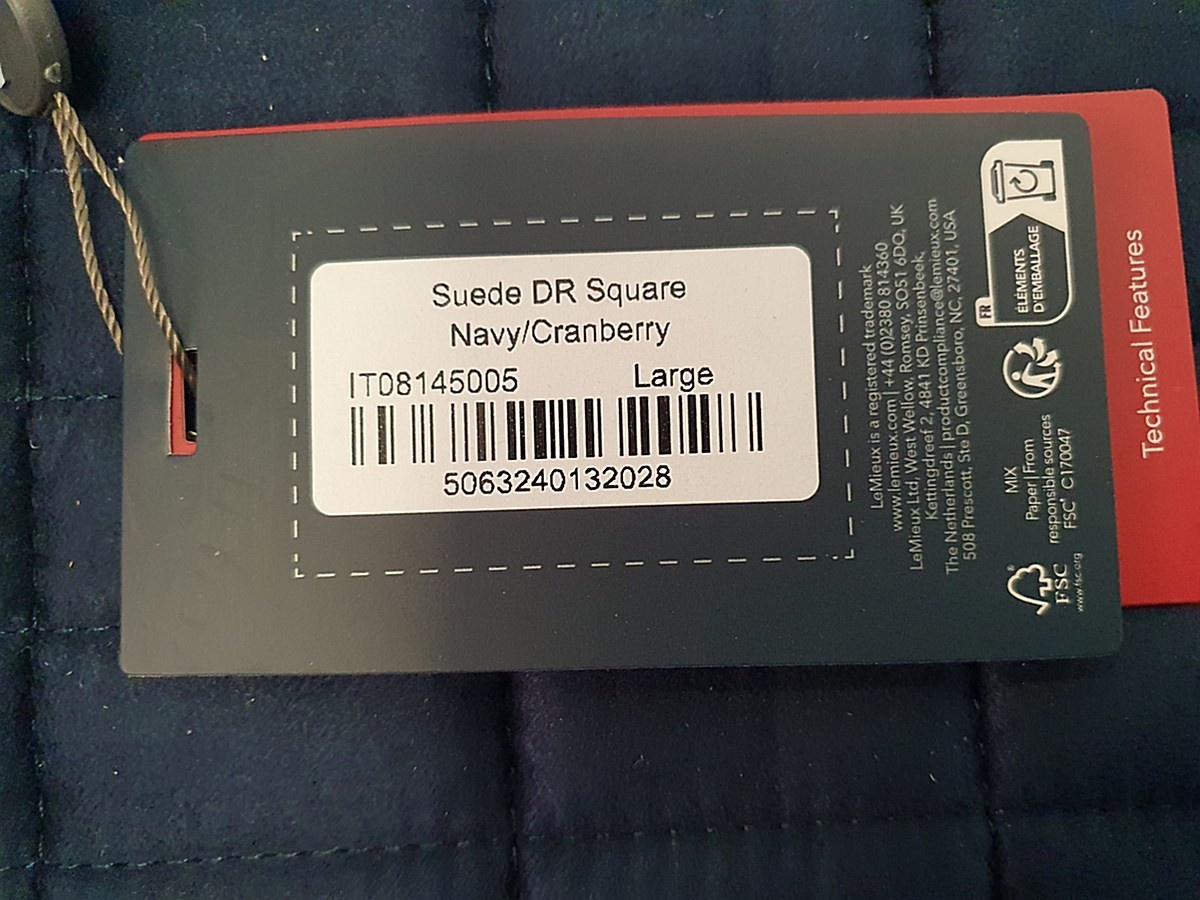 Suede DR Square
Navy/Cranberry
IT08145005 Large
5063240132028
LeMieux is a registered trademark
www.lemieux.com | +44 (0)2380 814360
LeMieux Ltd, West Wellow, Romsey, SO51 6DQ, UK
Kettingdreef 2, 4841 KD Prinsenbeek,
The Netherlands | productcompliance@lemieux.com
508 Prescott, Ste D, Greensboro, NC, 27401, USA
FR
ÉLÉMENTS
D'EMBALLAGE
MIX
Paper | From
responsible sources
FSC® C170047
FSC
www.fsc.org
Technical Features